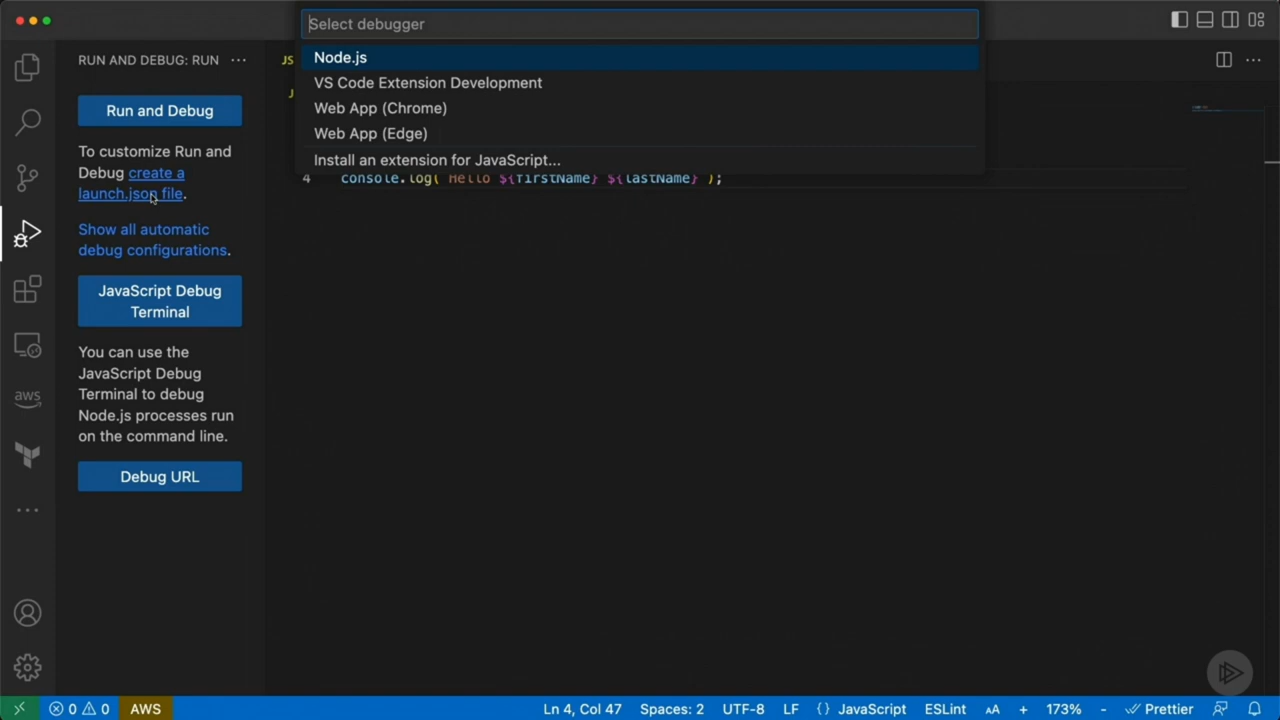 Select debugger
Node.js
VS Code Extension Development
Web App (Chrome)
Web App (Edge)
Install an extension for JavaScript...
RUN AND DEBUG: RUN ...
Run and Debug
To customize Run and
Debug create a
launch.json file.
Show all automatic
debug configurations.
JavaScript Debug
Terminal
You can use the
JavaScript Debug
Terminal to debug
Node.js processes run
on the command line.
Debug URL
aws
JS
J
4 console.log(`Hello ${firstName} ${lastName}`);
0 0 AWS Ln 4, Col 47 Spaces: 2 UTF-8 LF {} JavaScript ESLint AA + 173% - Prettier